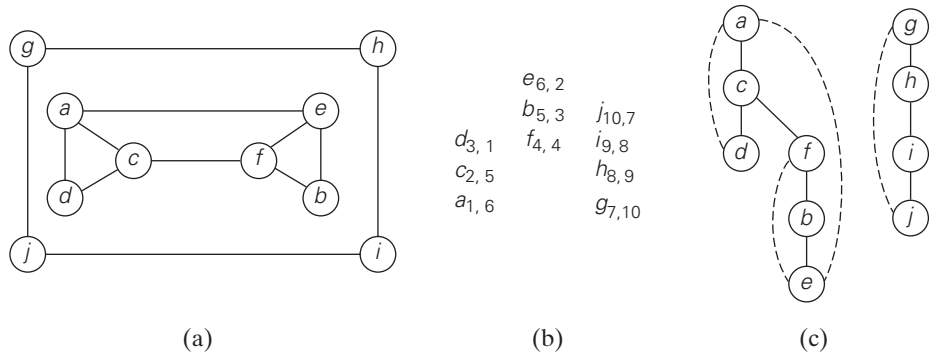 g h
a e
c f
d b
j i
(a)
e6, 2
b5, 3 j10,7
d3, 1 f4, 4 i9, 8
c2, 5 h8, 9
a1, 6 g7,10
(b)
a g
c h
d f i
b j
e
(c)